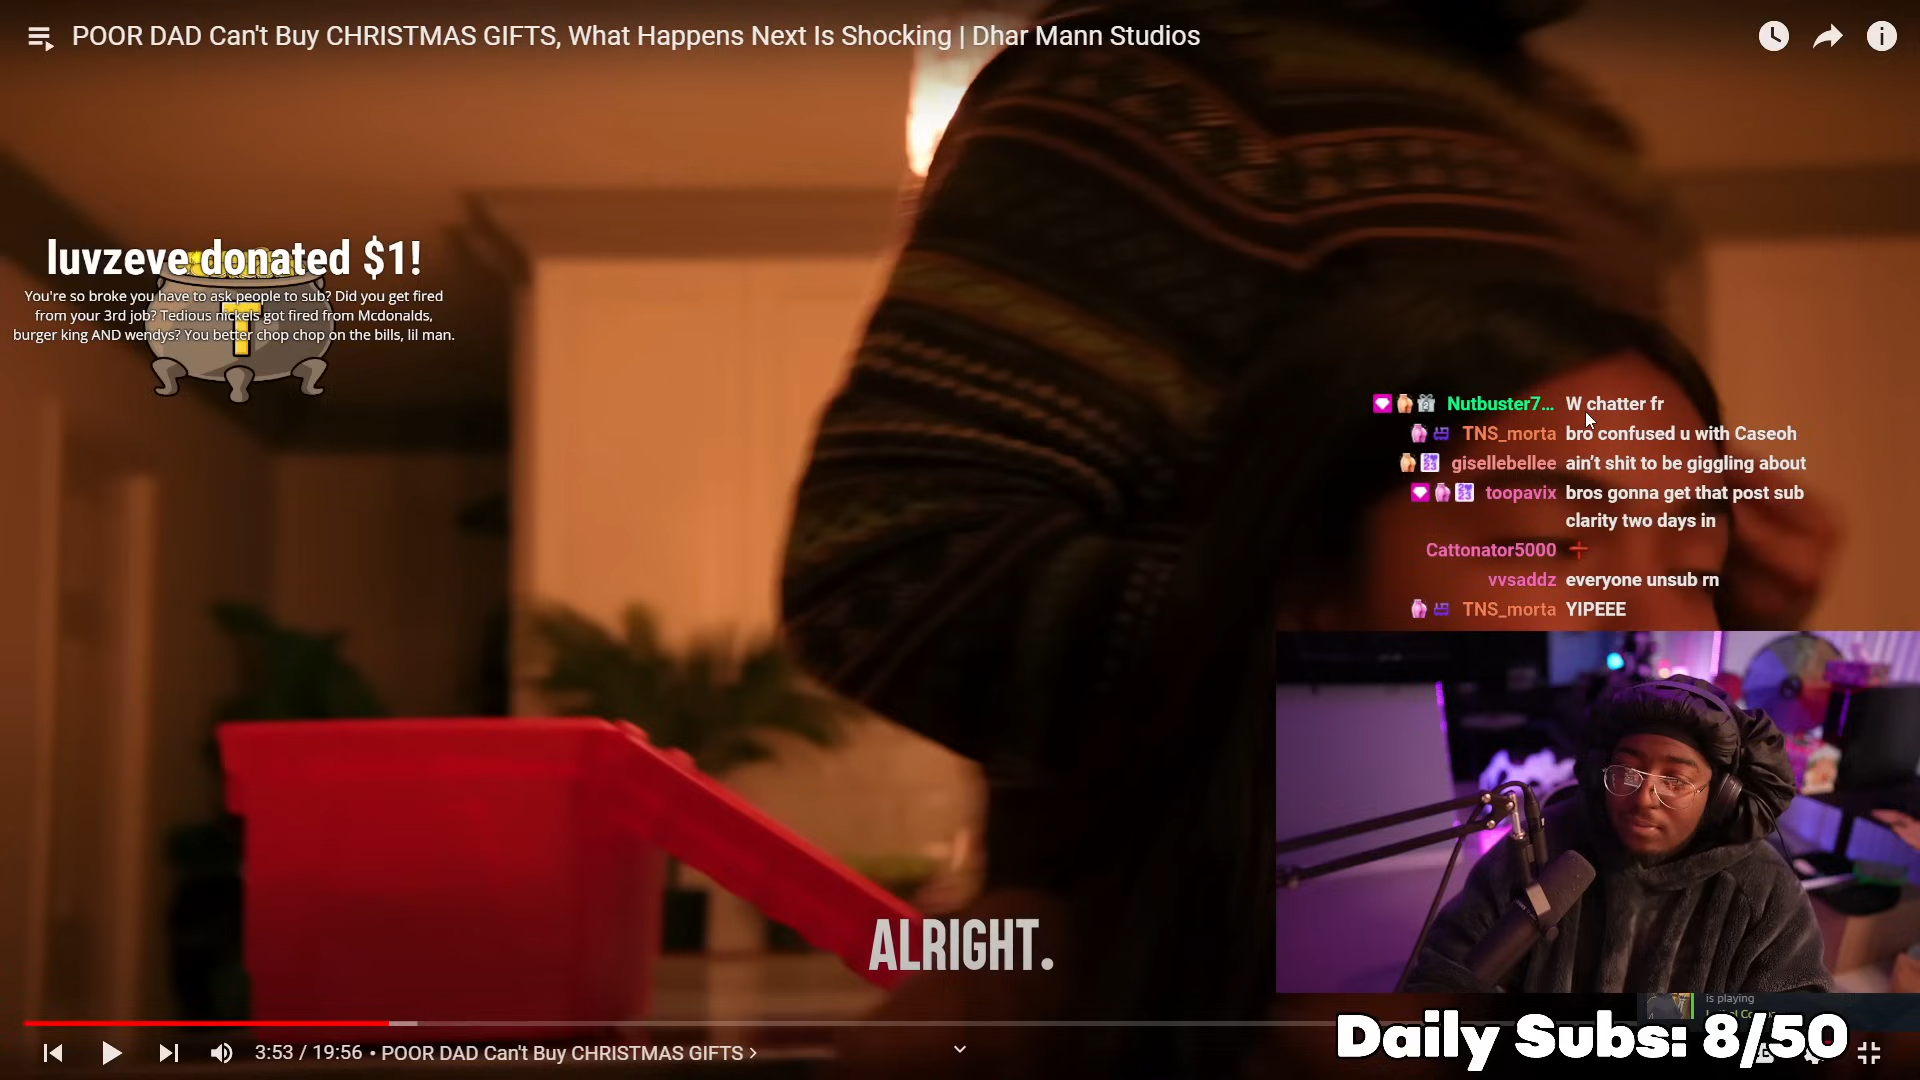 POOR DAD Can't Buy CHRISTMAS GIFTS, What Happens Next Is Shocking | Dhar Mann Studios
luvzeve donated $1!
You're so broke you have to ask people to sub? Did you get fired
from your 3rd job? Tedious nickels got fired from Mcdonalds,
burger king AND wendys? You better chop chop on the bills, lil man.
T
Nutbuster7... W chatter fr
TNS_morta bro confused u with Caseoh
gisellebellee ain't shit to be giggling about
toopavix bros gonna get that post sub
clarity two days in
Cattonator5000
vvsaddz everyone unsub rn
TNS_morta YIPEEE
ALRIGHT.
is playing
Daily Subs: 8/50
3:53 / 19:56 • POOR DAD Can't Buy CHRISTMAS GIFTS >